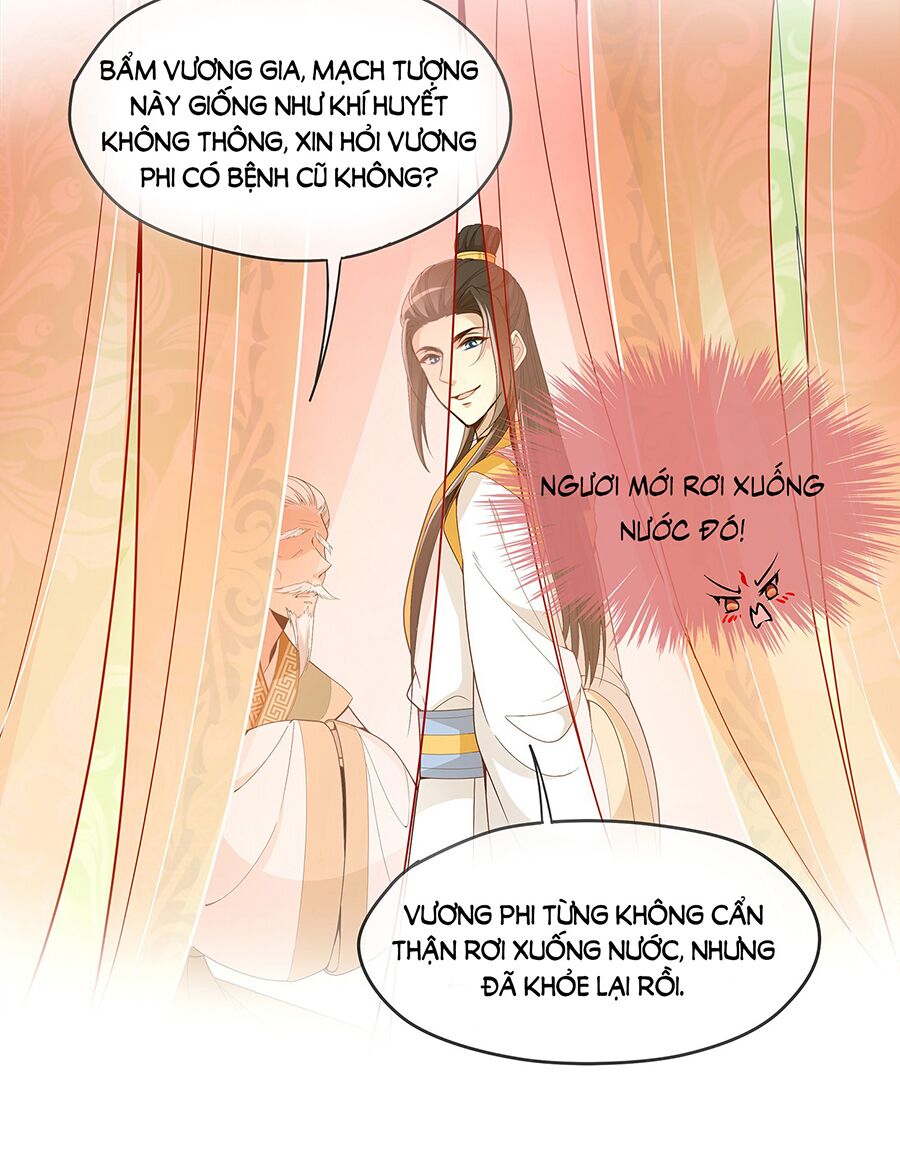 BẨM VƯƠNG GIA, MẠCH TƯỢNG
NÀY GIỐNG NHƯ KHÍ HUYẾT
KHÔNG THÔNG, XIN HỎI VƯƠNG
PHI CÓ BỆNH CŨ KHÔNG?
NGƯƠI MỚI RƠI XUỐNG
NƯỚC ĐÓ!
VƯƠNG PHI TỪNG KHÔNG CẨN
THẬN RƠI XUỐNG NƯỚC, NHƯNG
ĐÃ KHỎE LẠI RỒI.